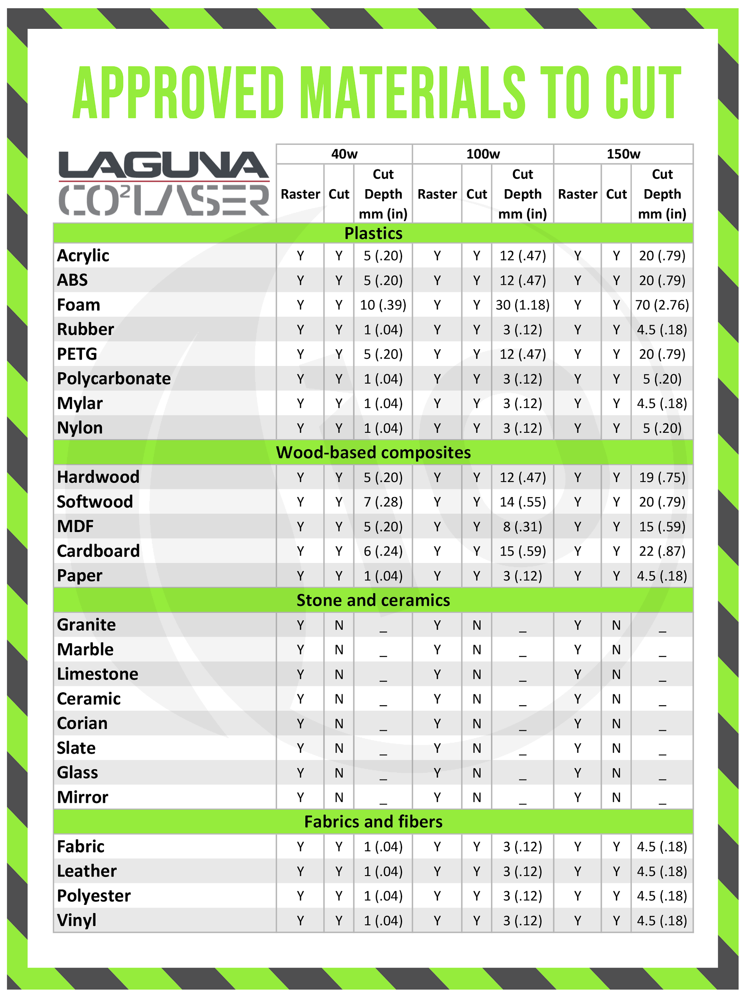 APPROVED MATERIALS TO CUT
LAGUNA
CO²LASER
40w 100w 150w
Raster Cut Cut Depth mm (in) Raster Cut Cut Depth mm (in) Raster Cut Cut Depth mm (in)
Plastics
Acrylic Y Y 5 (.20) Y Y 12 (.47) Y Y 20 (.79)
ABS Y Y 5 (.20) Y Y 12 (.47) Y Y 20 (.79)
Foam Y Y 10 (.39) Y Y 30 (1.18) Y Y 70 (2.76)
Rubber Y Y 1 (.04) Y Y 3 (.12) Y Y 4.5 (.18)
PETG Y Y 5 (.20) Y Y 12 (.47) Y Y 20 (.79)
Polycarbonate Y Y 1 (.04) Y Y 3 (.12) Y Y 5 (.20)
Mylar Y Y 1 (.04) Y Y 3 (.12) Y Y 4.5 (.18)
Nylon Y Y 1 (.04) Y Y 3 (.12) Y Y 5 (.20)
Wood-based composites
Hardwood Y Y 5 (.20) Y Y 12 (.47) Y Y 19 (.75)
Softwood Y Y 7 (.28) Y Y 14 (.55) Y Y 20 (.79)
MDF Y Y 5 (.20) Y Y 8 (.31) Y Y 15 (.59)
Cardboard Y Y 6 (.24) Y Y 15 (.59) Y Y 22 (.87)
Paper Y Y 1 (.04) Y Y 3 (.12) Y Y 4.5 (.18)
Stone and ceramics
Granite Y N _ Y N _ Y N _
Marble Y N _ Y N _ Y N _
Limestone Y N _ Y N _ Y N _
Ceramic Y N _ Y N _ Y N _
Corian Y N _ Y N _ Y N _
Slate Y N _ Y N _ Y N _
Glass Y N _ Y N _ Y N _
Mirror Y N _ Y N _ Y N _
Fabrics and fibers
Fabric Y Y 1 (.04) Y Y 3 (.12) Y Y 4.5 (.18)
Leather Y Y 1 (.04) Y Y 3 (.12) Y Y 4.5 (.18)
Polyester Y Y 1 (.04) Y Y 3 (.12) Y Y 4.5 (.18)
Vinyl Y Y 1 (.04) Y Y 3 (.12) Y Y 4.5 (.18)